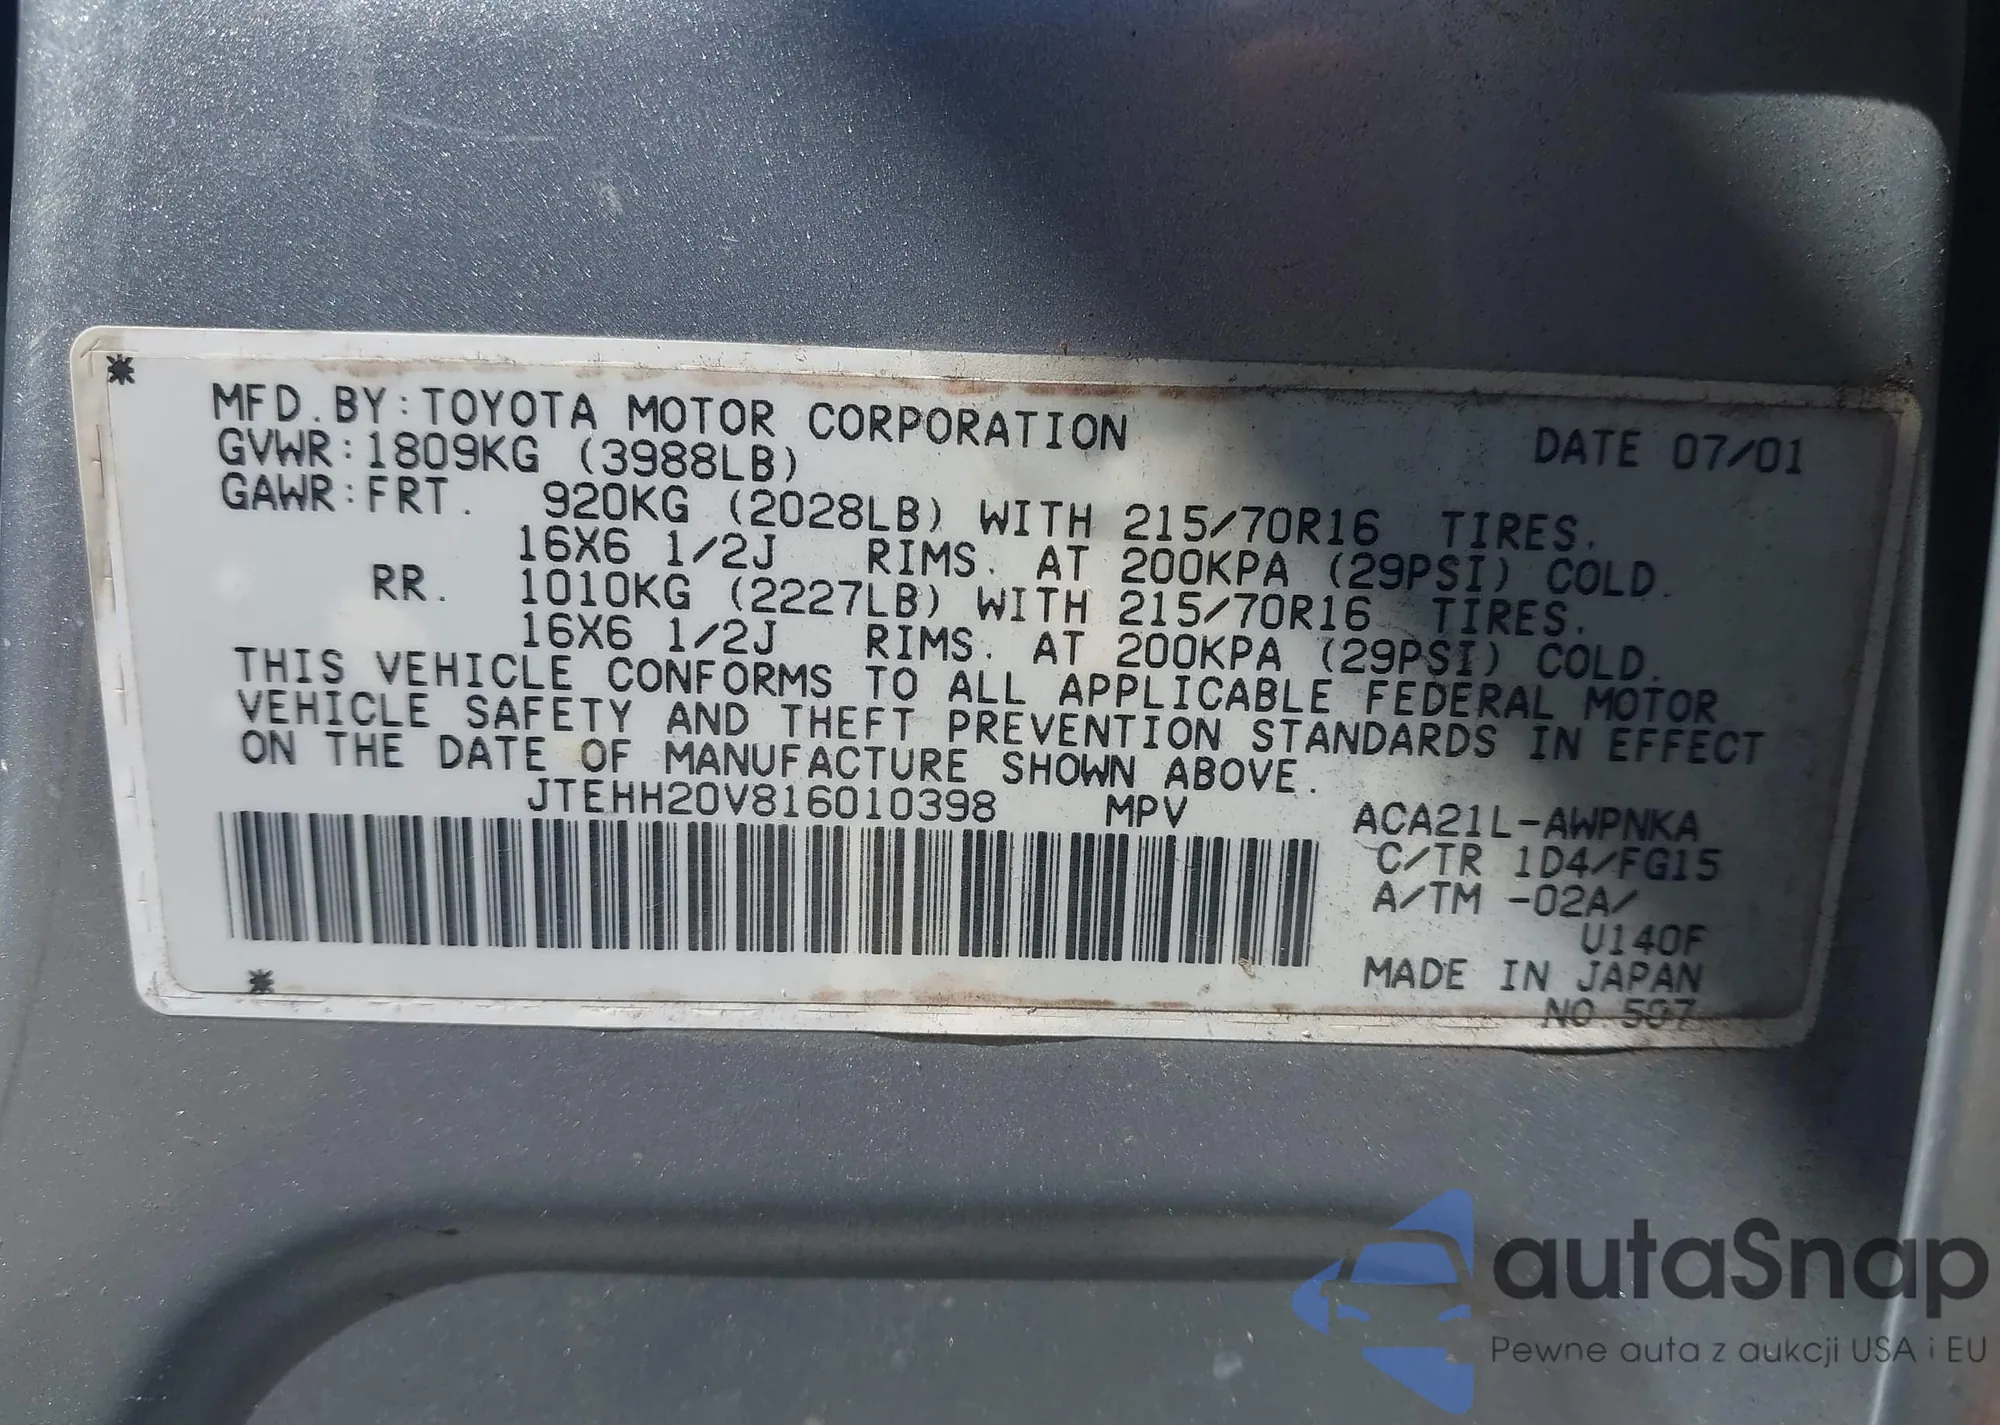 MFD.BY:TOYOTA MOTOR CORPORATION DATE 07/01
GVWR:1809KG (3988LB)
GAWR:FRT. 920KG (2028LB) WITH 215/70R16 TIRES.
16X6 1/2J RIMS. AT 200KPA (29PSI) COLD.
RR. 1010KG (2227LB) WITH 215/70R16 TIRES.
16X6 1/2J RIMS. AT 200KPA (29PSI) COLD.
THIS VEHICLE CONFORMS TO ALL APPLICABLE FEDERAL MOTOR
VEHICLE SAFETY AND THEFT PREVENTION STANDARDS IN EFFECT
ON THE DATE OF MANUFACTURE SHOWN ABOVE.
JTEHH20V816010398 MPV ACA21L-AWPNKA
C/TR 1D4/FG15
A/TM -02A/
U140F
MADE IN JAPAN
NO 597
autaSnap
Pewne auta z aukcji USA i EU